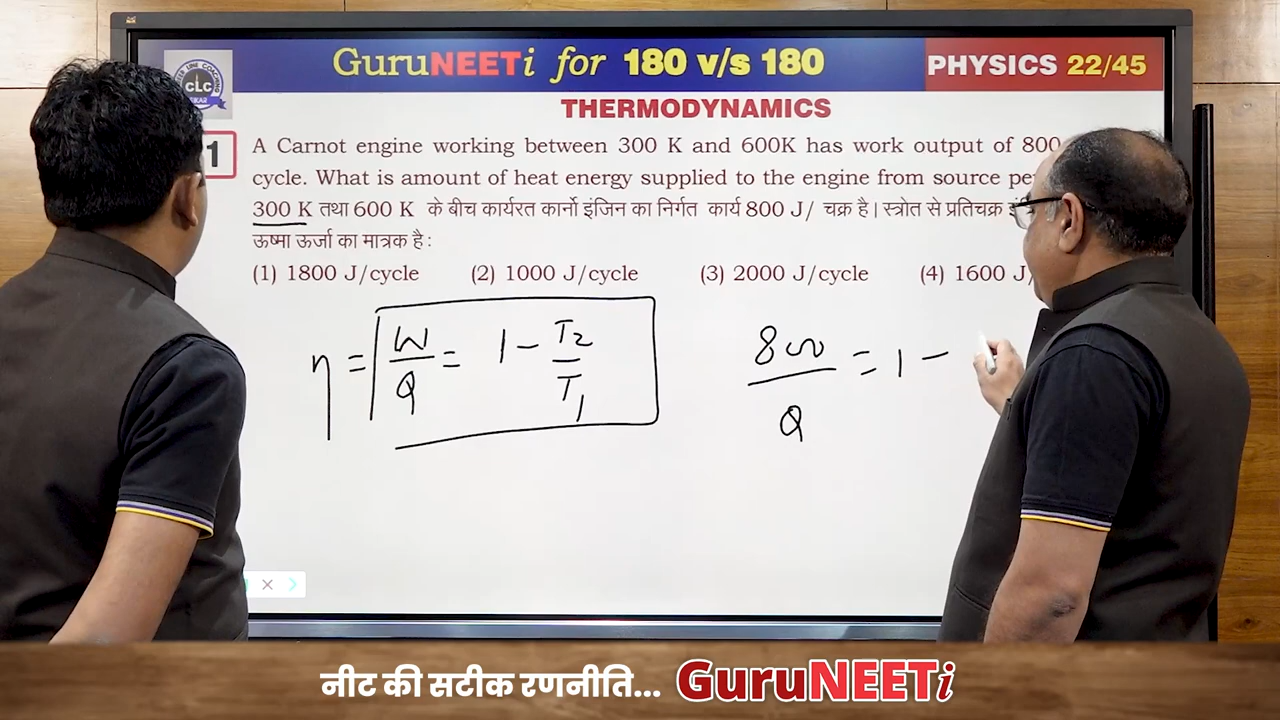 GuruNEETi for 180 v/s 180
PHYSICS 22/45
CLC
THERMODYNAMICS
1
A Carnot engine working between 300 K and 600K has work output of 800
cycle. What is amount of heat energy supplied to the engine from source
300 K तथा 600 K के बीच कार्यरत कार्नो इंजिन का निर्गत कार्य 800 J/ चक्र है। स्त्रोत से प्रतिचक्र
ऊष्मा ऊर्जा का मात्रक है :
(1) 1800 J/cycle (2) 1000 J/cycle (3) 2000 J/cycle (4) 1600 J/
η = W/Q = 1 - T2/T1
800/Q = 1 -
नीट की सटीक रणनीति... GuruNEETi